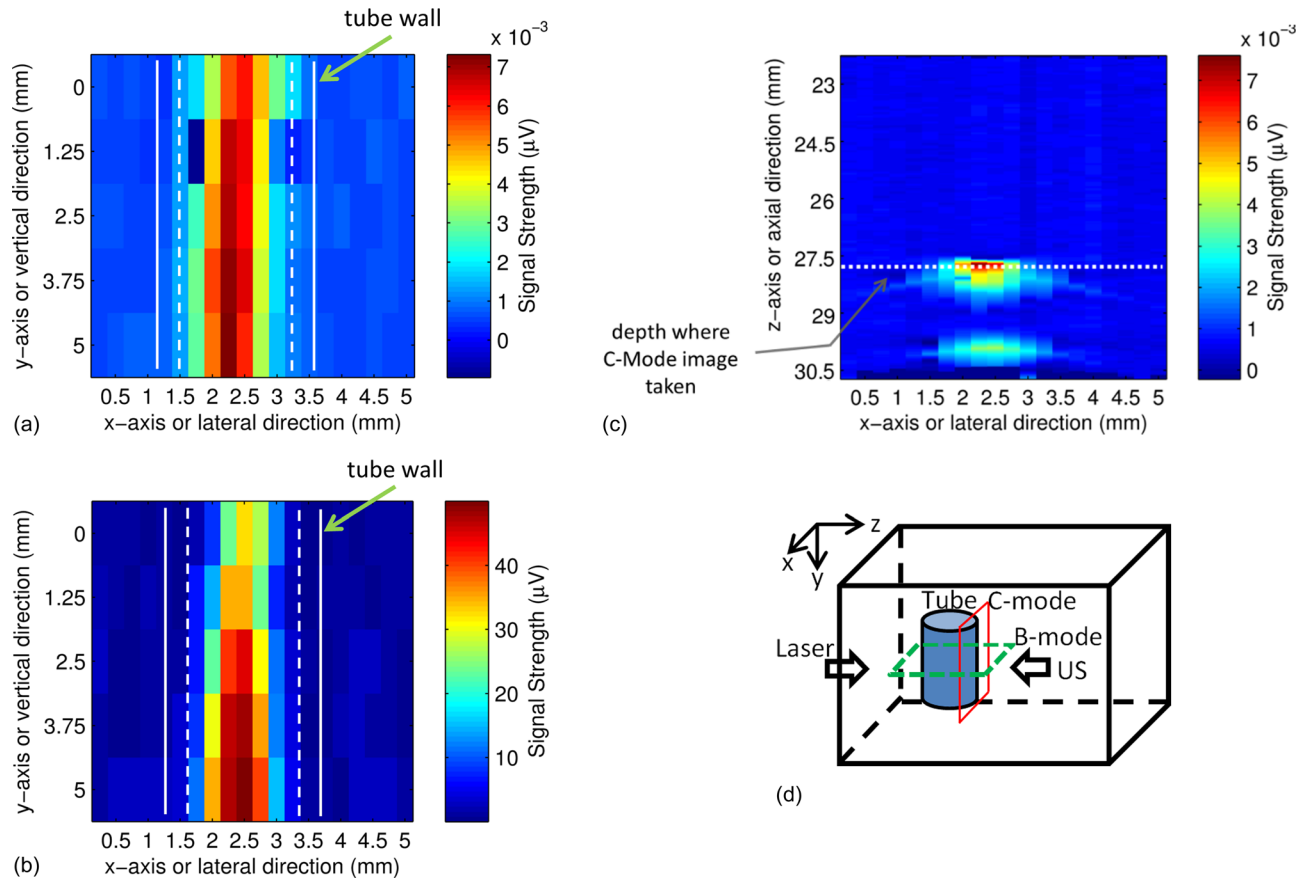 tube wall
x 10⁻³
y−axis or vertical direction (mm)
0
1.25
2.5
3.75
5
0.5 1 1.5 2 2.5 3 3.5 4 4.5 5
x−axis or lateral direction (mm)
7
6
5
4
3
2
1
0
Signal Strength (µV)
(a)
x 10⁻³
z−axis or axial direction (mm)
23
24.5
26
27.5
29
30.5
0.5 1 1.5 2 2.5 3 3.5 4 4.5 5
x−axis or lateral direction (mm)
7
6
5
4
3
2
1
0
Signal Strength (µV)
depth where
C-Mode image
taken
(c)
tube wall
y−axis or vertical direction (mm)
0
1.25
2.5
3.75
5
0.5 1 1.5 2 2.5 3 3.5 4 4.5 5
x−axis or lateral direction (mm)
40
30
20
10
Signal Strength (µV)
(b)
z
x
y
Tube
C-mode
B-mode
Laser
US
(d)